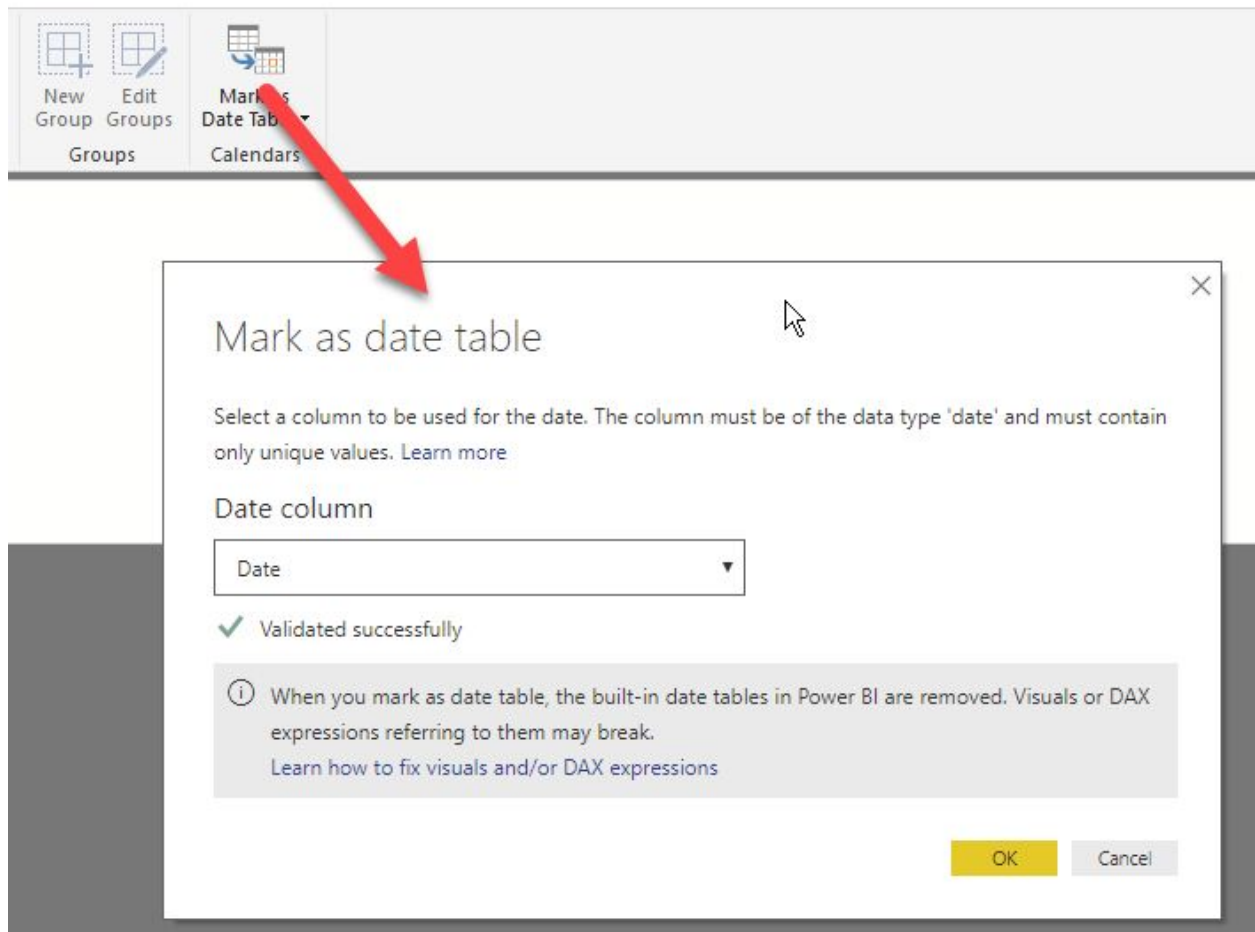 New Edit
Group Groups
Date
Groups
Calendars
Mark as date table
Select a column to be used for the date. The column must be of the data type 'date' and must contain
only unique values. Learn more
Date column
Date
Validated successfully
When you mark as date table, the built-in date tables in Power BI are removed. Visuals or DAX
expressions referring to them may break.
Learn how to fix visuals and/or DAX expressions
OK
Cancel